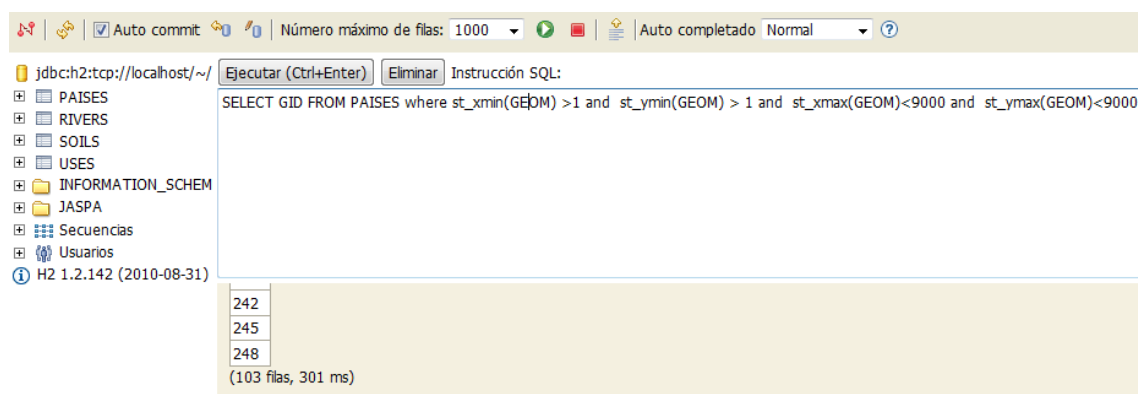 Auto commit Número máximo de filas: 1000 Auto completado Normal
jdbc:h2:tcp://localhost/~/
PAISES
RIVERS
SOILS
USES
INFORMATION_SCHEM
JASPA
Secuencias
Usuarios
H2 1.2.142 (2010-08-31)
Ejecutar (Ctrl+Enter) Eliminar Instrucción SQL:
SELECT GID FROM PAISES where st_xmin(GEOM) >1 and st_ymin(GEOM) > 1 and st_xmax(GEOM)<9000 and st_ymax(GEOM)<9000
242
245
248
(103 filas, 301 ms)